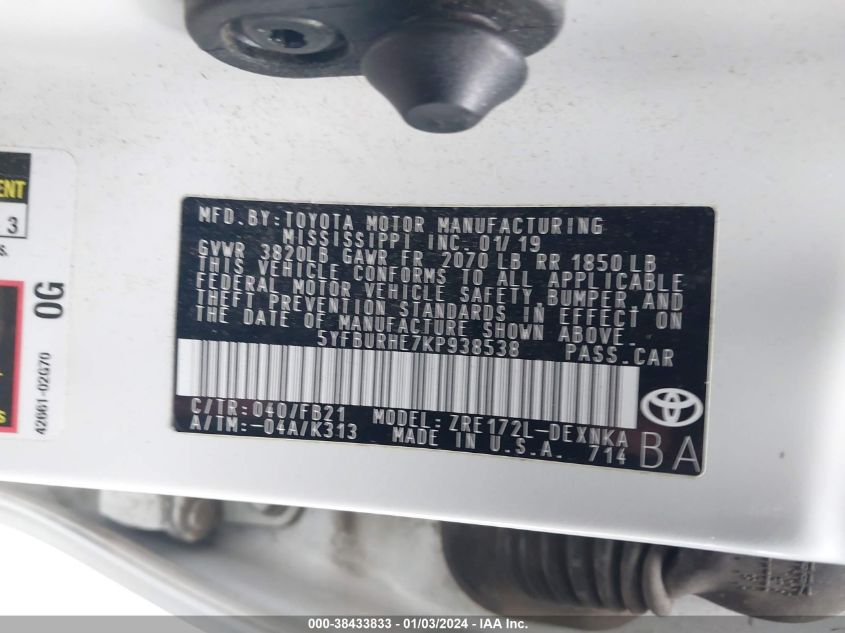 MFD. BY: TOYOTA MOTOR MANUFACTURING
MISSISSIPPI INC. 01/19
GVWR 3820LB GAWR FR 2070 LB RR 1850 LB
THIS VEHICLE CONFORMS TO ALL APPLICABLE
FEDERAL MOTOR VEHICLE SAFETY, BUMPER AND
THEFT PREVENTION STANDARDS IN EFFECT ON
THE DATE OF MANUFACTURE SHOWN ABOVE.
5YFBURHE7KP938538 PASS. CAR
C/TR: 040/FB21 MODEL: ZRE172L-DEXNKA
A/TM: -04A/K313 MADE IN U.S.A. 714
BA
3
0G
42661-02G70
000-38433833 / 01/03/2024 / © IAA Inc.